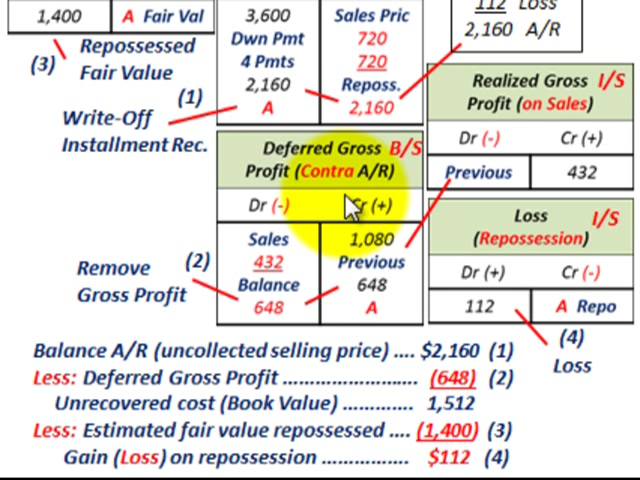 1,400 A Fair Val
(3) Repossessed
Fair Value
(1)
Write-Off
Installment Rec.
3,600 Sales Pric
Dwn Pmt 720
4 Pmts 720
2,160 Reposs.
A 2,160
112 Loss
2,160 A/R
Realized Gross I/S
Profit (on Sales)
Dr (-) Cr (+)
Previous 432
Deferred Gross B/S
Profit (Contra A/R)
Dr (-) Cr (+)
Sales 1,080
432 Previous
Balance 648
648 A
(2)
Remove
Gross Profit
Loss I/S
(Repossession)
Dr (+) Cr (-)
112 A Repo
(4)
Loss
Balance A/R (uncollected selling price) .... $2,160 (1)
Less: Deferred Gross Profit ............................ (648) (2)
Unrecovered cost (Book Value) ............. 1,512
Less: Estimated fair value repossessed .... (1,400) (3)
Gain (Loss) on repossession ................. $112 (4)